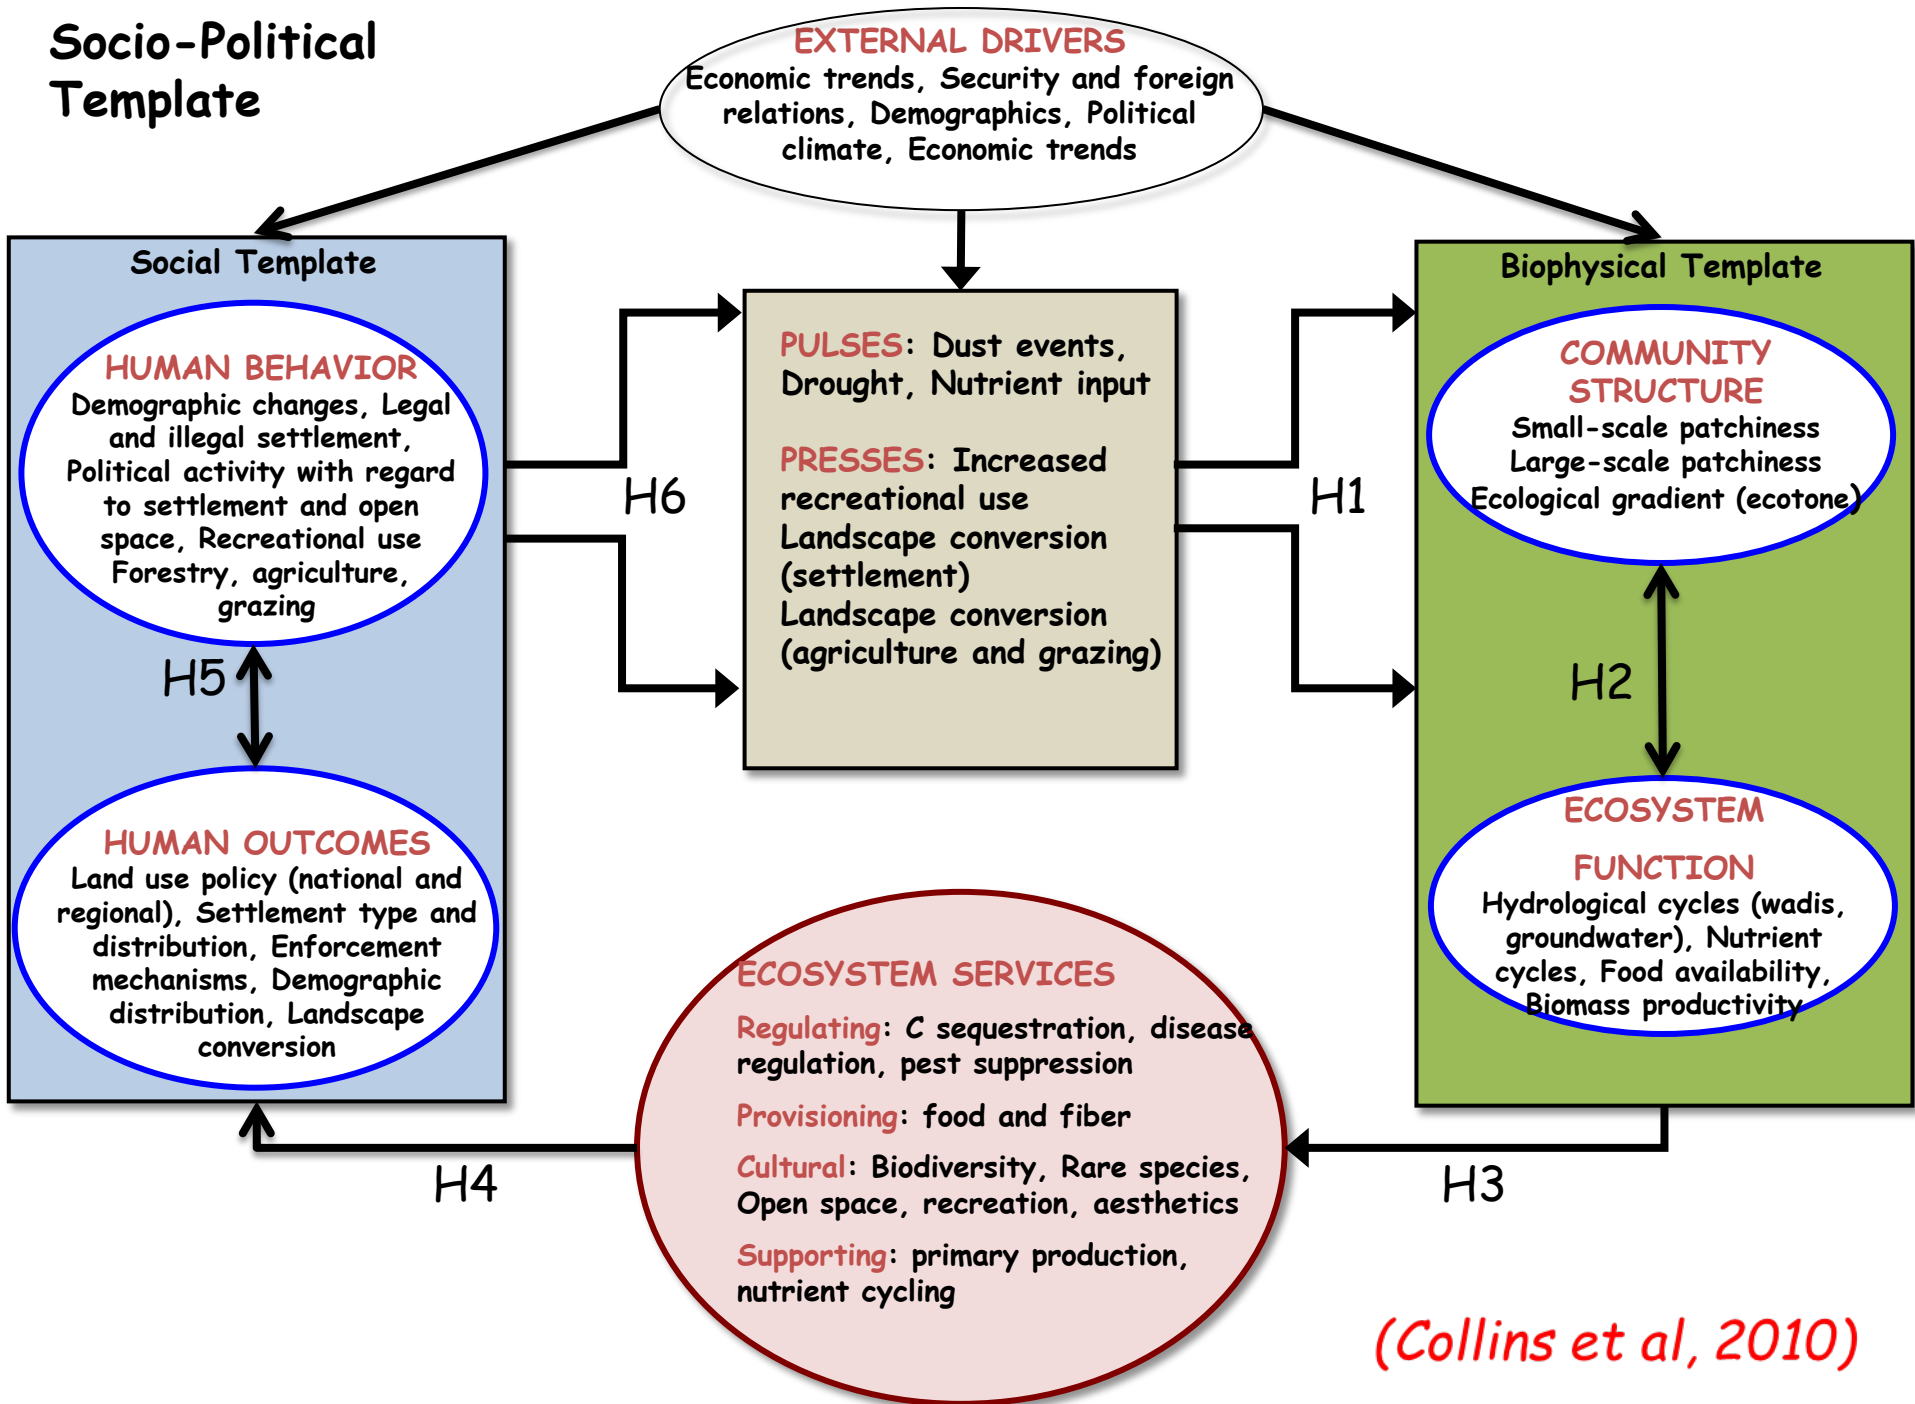 Socio-Political
Template
EXTERNAL DRIVERS
Economic trends, Security and foreign
relations, Demographics, Political
climate, Economic trends
Social Template
HUMAN BEHAVIOR
Demographic changes, Legal
and illegal settlement,
Political activity with regard
to settlement and open
space, Recreational use
Forestry, agriculture,
grazing
H5
HUMAN OUTCOMES
Land use policy (national and
regional), Settlement type and
distribution, Enforcement
mechanisms, Demographic
distribution, Landscape
conversion
H6
PULSES: Dust events,
Drought, Nutrient input
PRESSES: Increased
recreational use
Landscape conversion
(settlement)
Landscape conversion
(agriculture and grazing)
H1
Biophysical Template
COMMUNITY
STRUCTURE
Small-scale patchiness
Large-scale patchiness
Ecological gradient (ecotone)
H2
ECOSYSTEM
FUNCTION
Hydrological cycles (wadis,
groundwater), Nutrient
cycles, Food availability,
Biomass productivity
H4
ECOSYSTEM SERVICES
Regulating: C sequestration, disease
regulation, pest suppression
Provisioning: food and fiber
Cultural: Biodiversity, Rare species,
Open space, recreation, aesthetics
Supporting: primary production,
nutrient cycling
H3
(Collins et al, 2010)